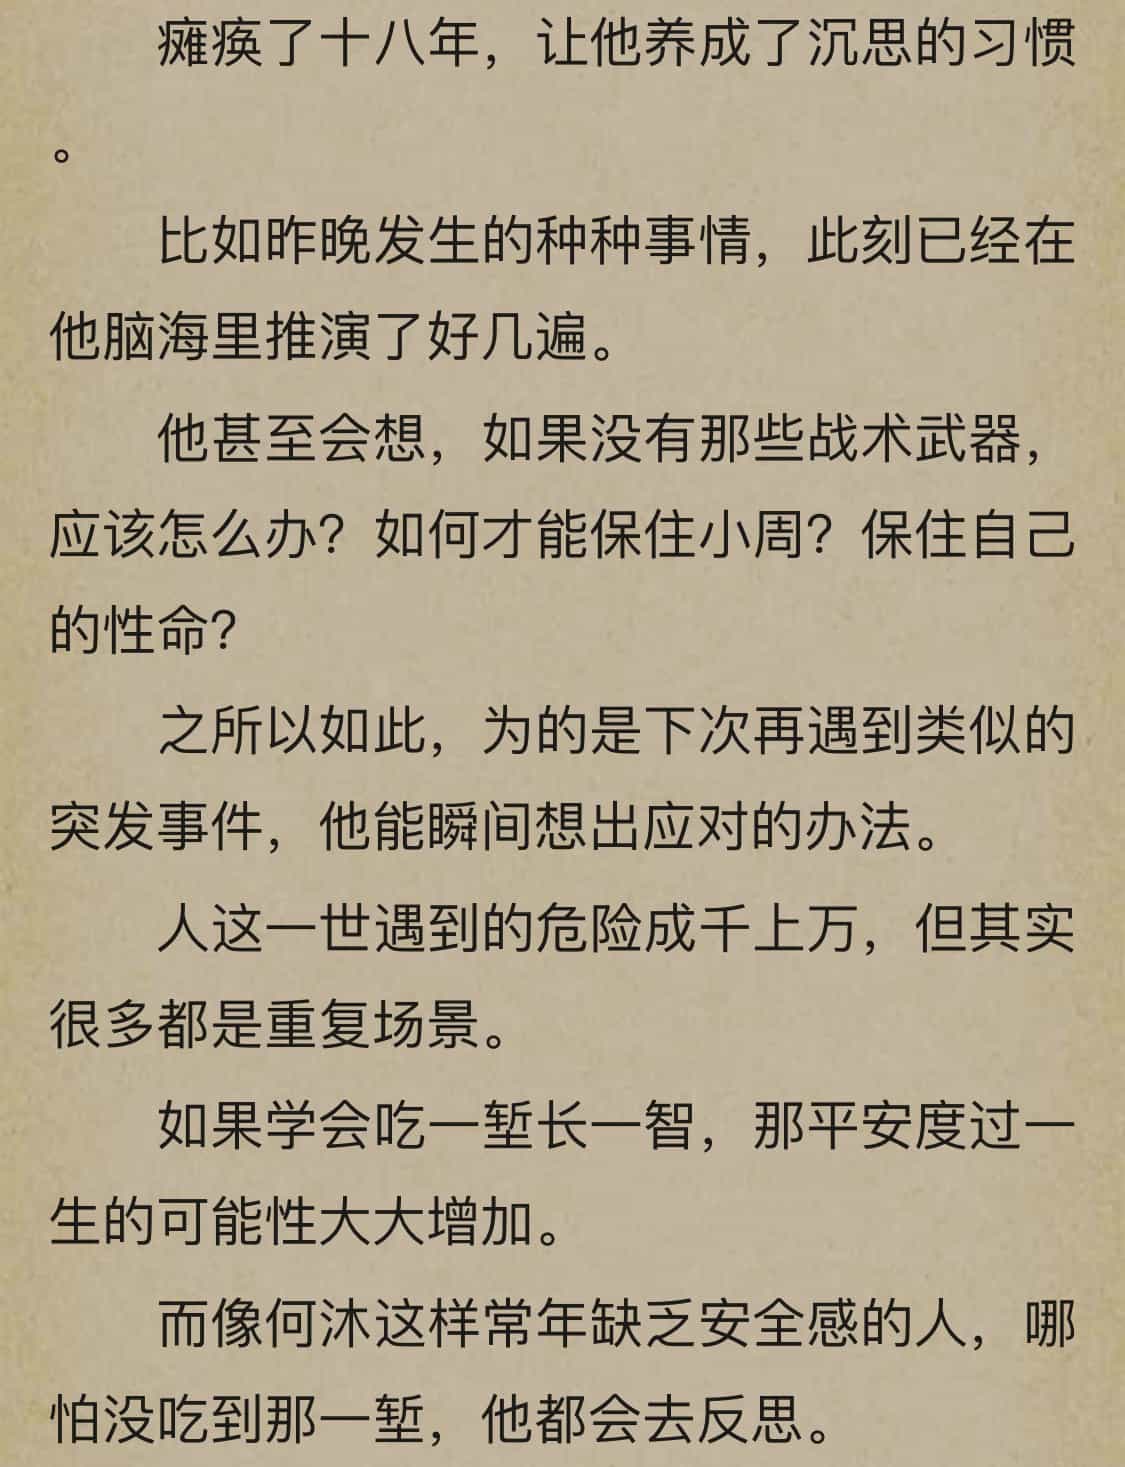 瘫痪了十八年，让他养成了沉思的习惯
。
比如昨晚发生的种种事情，此刻已经在
他脑海里推演了好几遍。
他甚至会想，如果没有那些战术武器，
应该怎么办？如何才能保住小周？保住自己
的性命？
之所以如此，为的是下次再遇到类似的
突发事件，他能瞬间想出应对的办法。
人这一世遇到的危险成千上万，但其实
很多都是重复场景。
如果学会吃一堑长一智，那平安度过一
生的可能性大大增加。
而像何沐这样常年缺乏安全感的人，哪
怕没吃到那一堑，他都会去反思。